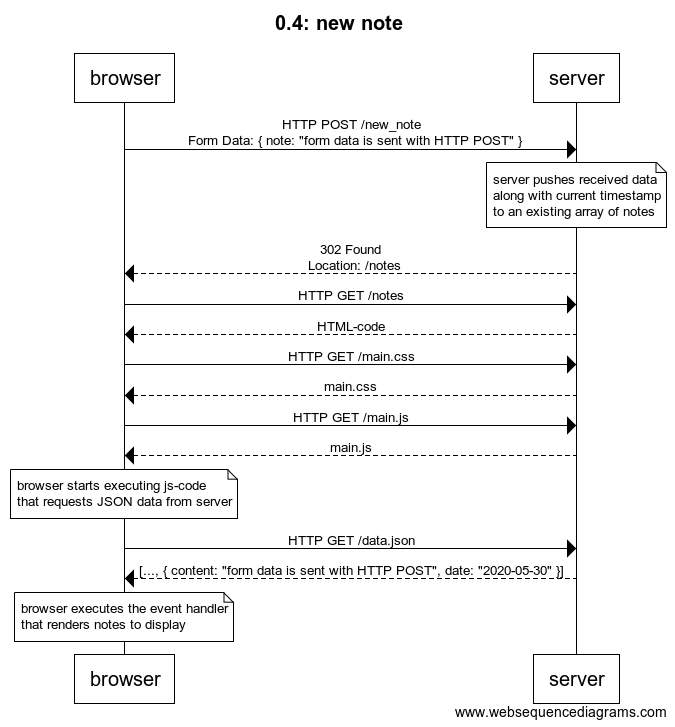 0.4: new note
browser
server
HTTP POST /new_note
Form Data: { note: "form data is sent with HTTP POST" }
server pushes received data
along with current timestamp
to an existing array of notes
302 Found
Location: /notes
HTTP GET /notes
HTML-code
HTTP GET /main.css
main.css
HTTP GET /main.js
main.js
browser starts executing js-code
that requests JSON data from server
HTTP GET /data.json
[..., { content: "form data is sent with HTTP POST", date: "2020-05-30" }]
browser executes the event handler
that renders notes to display
browser
server
www.websequencediagrams.com